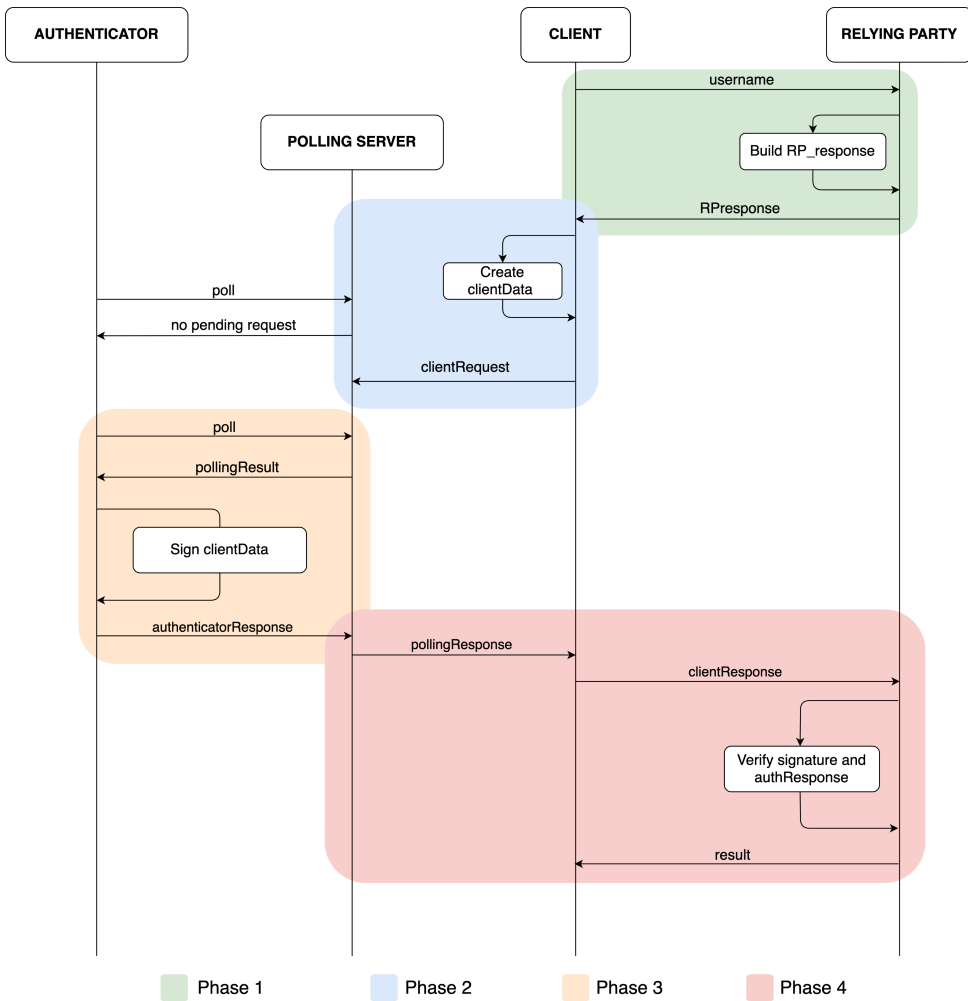 AUTHENTICATOR
CLIENT
RELYING PARTY
username
POLLING SERVER
Build RP_response
RPresponse
Create
clientData
poll
no pending request
clientRequest
poll
pollingResult
Sign clientData
authenticatorResponse
pollingResponse
clientResponse
Verify signature and
authResponse
result
Phase 1
Phase 2
Phase 3
Phase 4